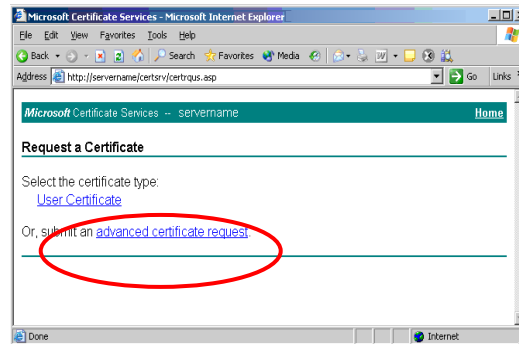 Microsoft Certificate Services - Microsoft Internet Explorer
File Edit View Favorites Tools Help
Back Search Favorites Media
Address http://servername/certsrv/certrqus.asp Go Links
Microsoft Certificate Services -- servername Home
Request a Certificate
Select the certificate type:
User Certificate
Or, submit an advanced certificate request.
Done Internet